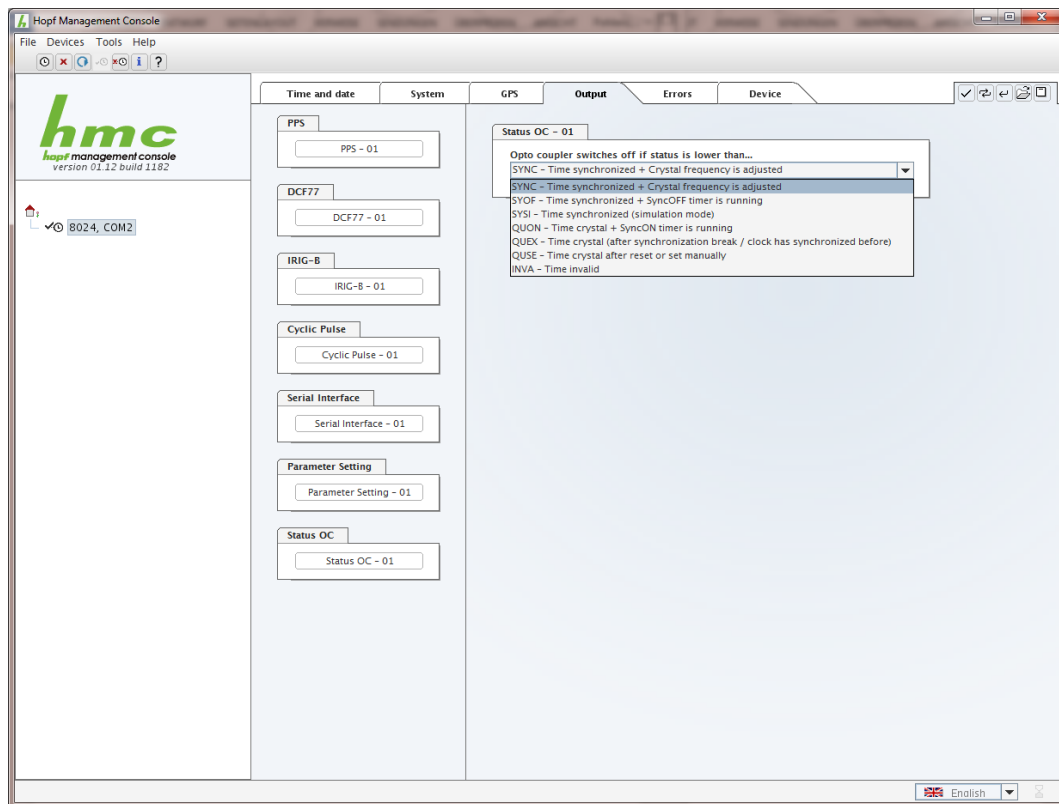 Hopf Management Console
File Devices Tools Help
hmc
hopf management console
version 01.12 build 1182
8024, COM2
Time and date
System
GPS
Output
Errors
Device
PPS
PPS - 01
DCF77
DCF77 - 01
IRIG-B
IRIG-B - 01
Cyclic Pulse
Cyclic Pulse - 01
Serial Interface
Serial Interface - 01
Parameter Setting
Parameter Setting - 01
Status OC
Status OC - 01
Status OC - 01
Opto coupler switches off if status is lower than...
SYNC - Time synchronized + Crystal frequency is adjusted
SYNC - Time synchronized + Crystal frequency is adjusted
SYOF - Time synchronized + SyncOFF timer is running
SYSI - Time synchronized (simulation mode)
QUON - Time crystal + SyncON timer is running
QUEX - Time crystal (after synchronization break / clock has synchronized before)
QUSE - Time crystal after reset or set manually
INVA - Time invalid
English